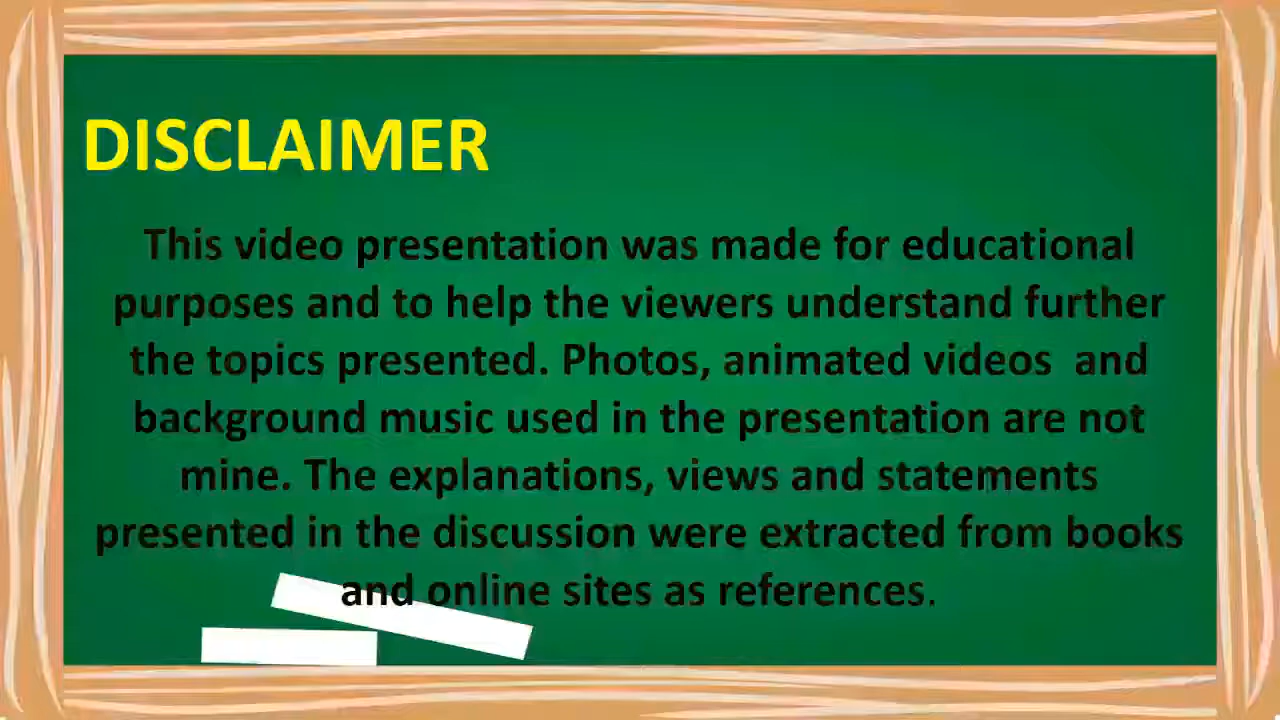 DISCLAIMER
This video presentation was made for educational
purposes and to help the viewers understand further
the topics presented. Photos, animated videos  and
background music used in the presentation are not
mine. The explanations, views and statements
presented in the discussion were extracted from books
and online sites as references.